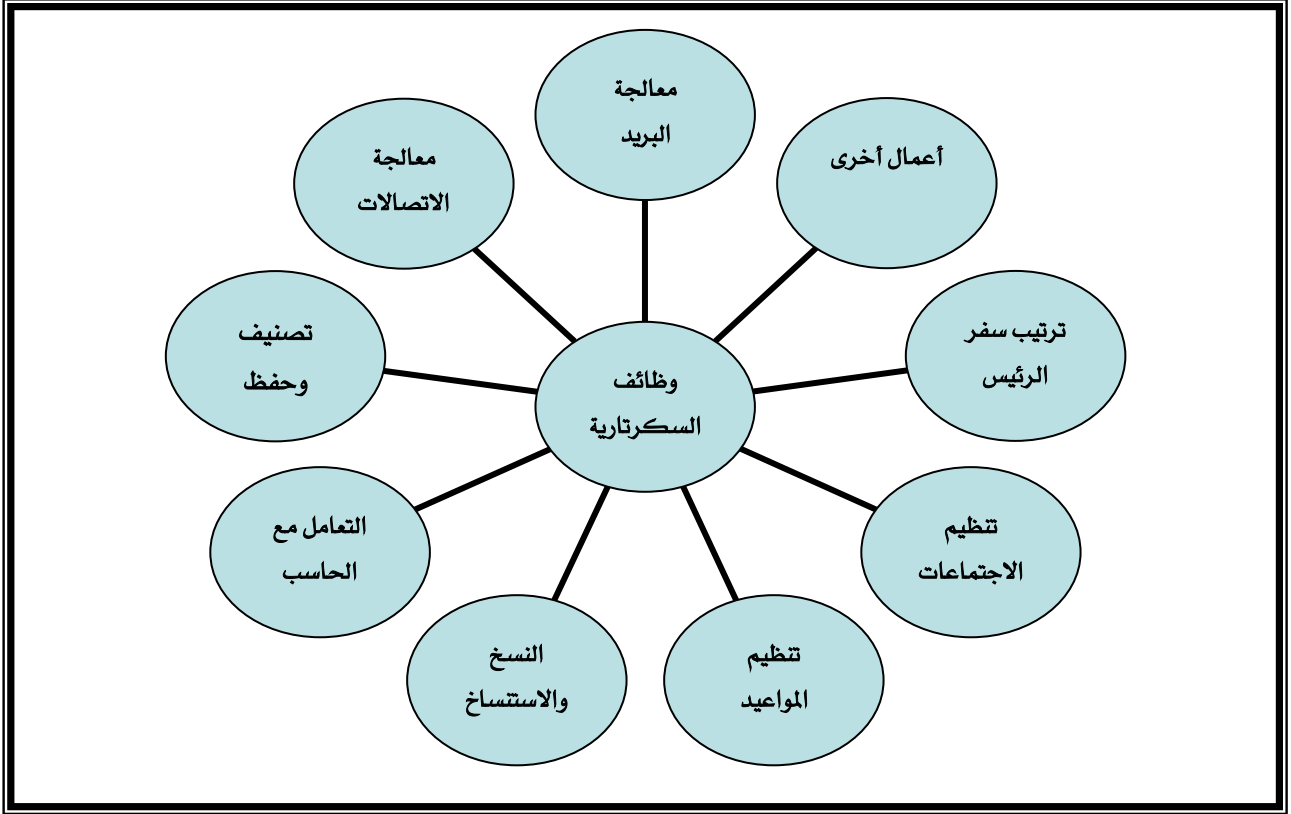 معالجة
البريد
أعمال أخرى
معالجة
الاتصالات
ترتيب سفر
الرئيس
تصنيف
وحفظ
وظائف
السكرتارية
تنظيم
الاجتماعات
التعامل مع
الحاسب
تنظيم
المواعيد
النسخ
والاستنساخ